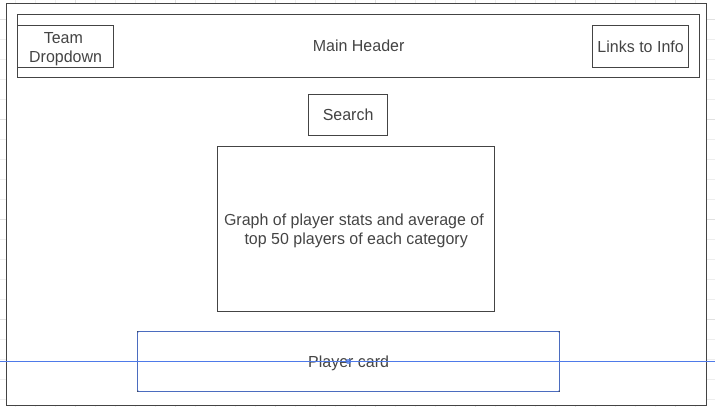 Team
Dropdown
Main Header
Links to Info
Search
Graph of player stats and average of
top 50 players of each category
Player card